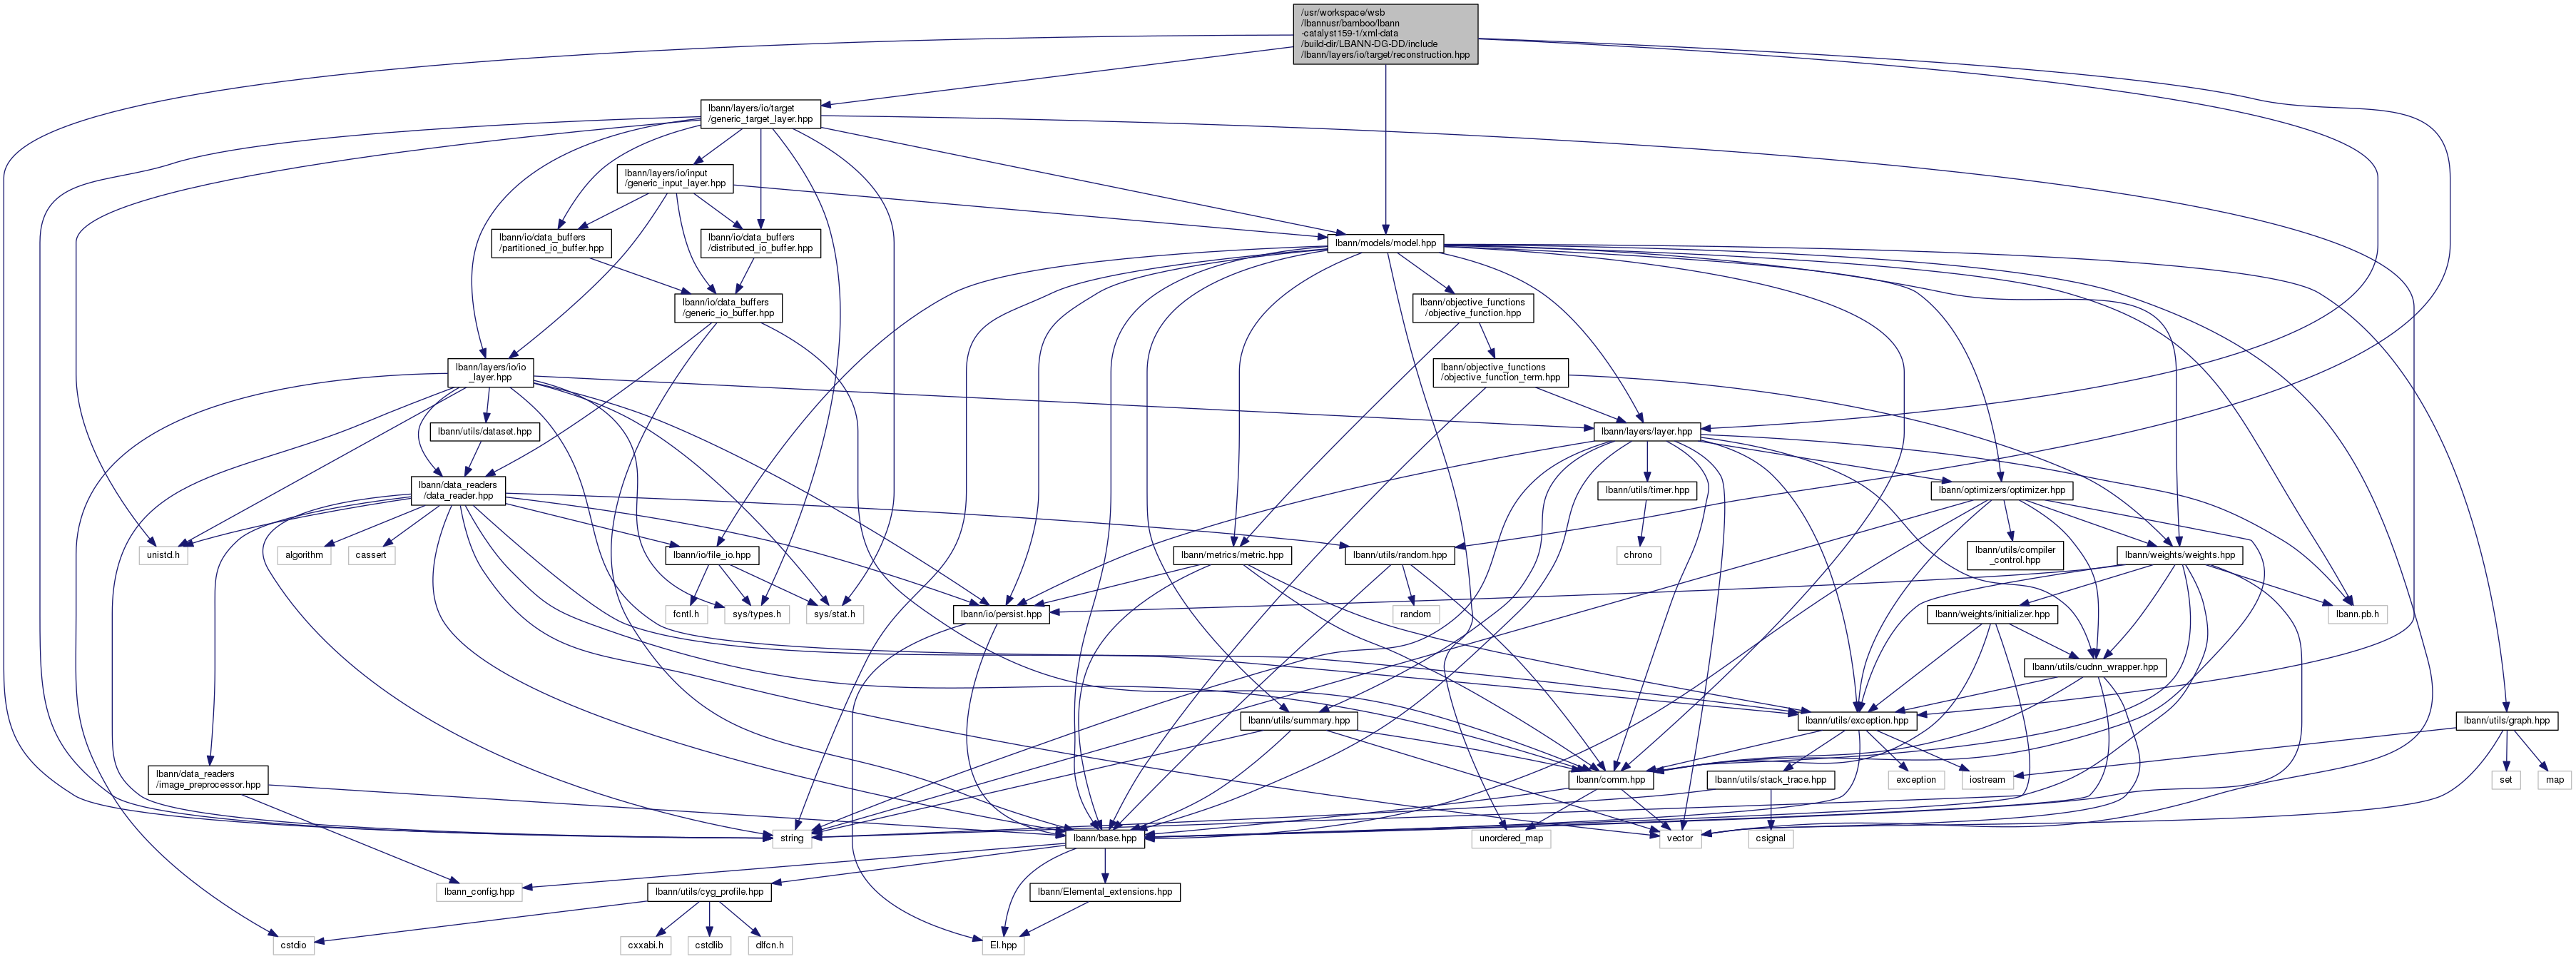 /usr/workspace/wsb
/lbannusr/bamboo/lbann
-catalyst159-1/xml-data
/build-dir/LBANN-DG-DD/include
/lbann/layers/io/target/reconstruction.hpp
lbann/layers/io/target
/generic_target_layer.hpp
lbann/layers/io/input
/generic_input_layer.hpp
lbann/io/data_buffers
/partitioned_io_buffer.hpp
lbann/io/data_buffers
/distributed_io_buffer.hpp
lbann/models/model.hpp
lbann/io/data_buffers
/generic_io_buffer.hpp
lbann/objective_functions
/objective_function.hpp
lbann/layers/io/io
_layer.hpp
lbann/objective_functions
/objective_function_term.hpp
lbann/utils/dataset.hpp
lbann/layers/layer.hpp
lbann/data_readers
/data_reader.hpp
lbann/utils/timer.hpp
lbann/optimizers/optimizer.hpp
unistd.h
algorithm
cassert
lbann/io/file_io.hpp
lbann/metrics/metric.hpp
lbann/utils/random.hpp
chrono
lbann/utils/compiler
_control.hpp
lbann/weights/weights.hpp
fcntl.h
sys/types.h
sys/stat.h
lbann/io/persist.hpp
random
lbann/weights/initializer.hpp
lbann.pb.h
lbann/utils/cudnn_wrapper.hpp
lbann/utils/summary.hpp
lbann/utils/exception.hpp
lbann/utils/graph.hpp
lbann/data_readers
/image_preprocessor.hpp
lbann/comm.hpp
lbann/utils/stack_trace.hpp
exception
iostream
set
map
string
lbann/base.hpp
unordered_map
vector
csignal
lbann_config.hpp
lbann/utils/cyg_profile.hpp
lbann/Elemental_extensions.hpp
cstdio
cxxabi.h
cstdlib
dlfcn.h
El.hpp